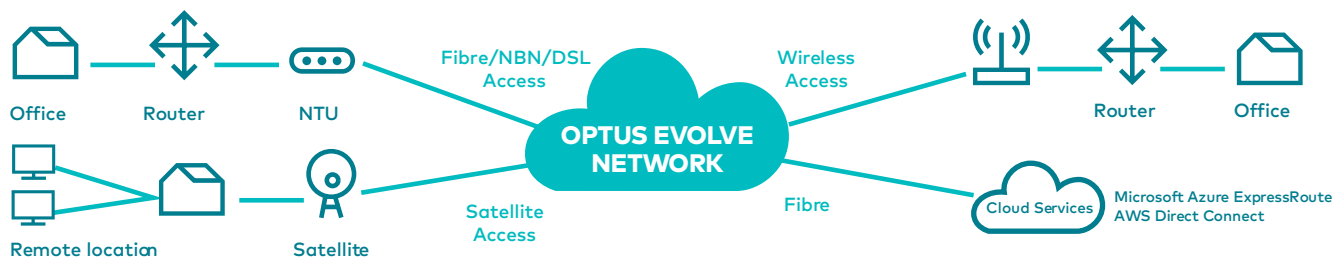 Fibre/NBN/DSL
Access
Wireless
Access
Office
Router
NTU
OPTUS EVOLVE
NETWORK
Router
Office
Satellite
Access
Fibre
Cloud Services
Microsoft Azure ExpressRoute
AWS Direct Connect
Remote location
Satellite